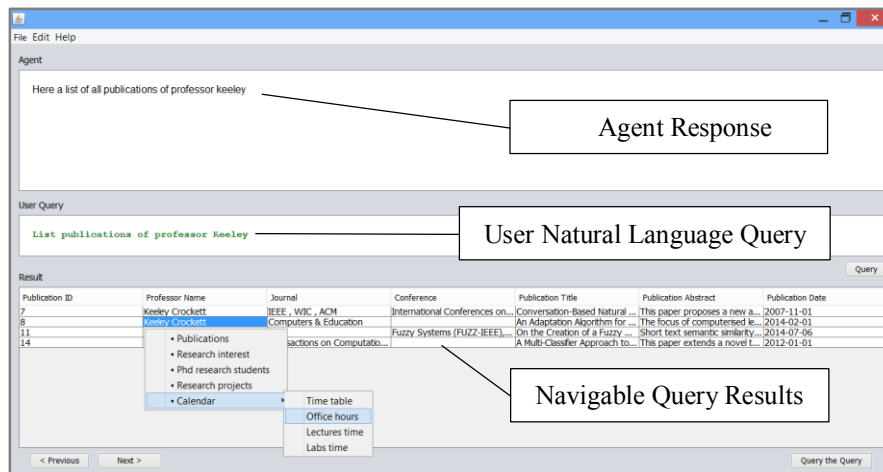 File Edit Help
Agent
Here a list of all publications of professor keeley
Agent Response
User Query
List publications of professor Keeley
User Natural Language Query
Query
Result
Publication ID Professor Name Journal Conference Publication Title Publication Abstract Publication Date
7 Keeley Crockett IEEE , WIC , ACM International Conferences on... Conversation-Based Natural ... This paper proposes a new a... 2007-11-01
8 Keeley Crockett Computers & Education An Adaptation Algorithm for ... The focus of computerised le... 2014-02-01
11 Fuzzy Systems (FUZZ-IEEE),... On the Creation of a Fuzzy ... Short text semantic similarity... 2014-07-06
14 sactions on Computatio... A Multi-Classifier Approach to... This paper extends a novel t... 2012-01-01
• Publications
• Research interest
• Phd research students
• Research projects
• Calendar
Time table
Office hours
Lectures time
Labs time
Navigable Query Results
< Previous Next > Query the Query